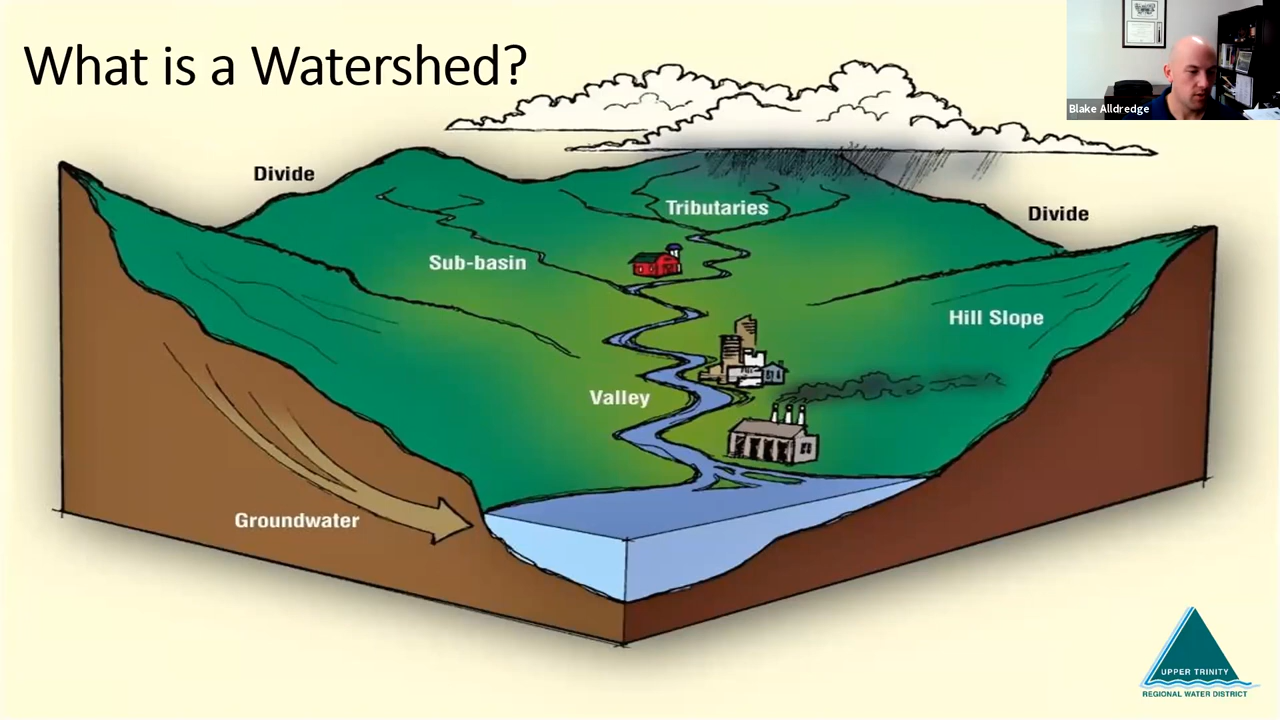 What is a Watershed?
Blake Alldredge
Divide
Tributaries
Divide
Sub-basin
Hill Slope
Valley
Groundwater
UPPER TRINITY
REGIONAL WATER DISTRICT